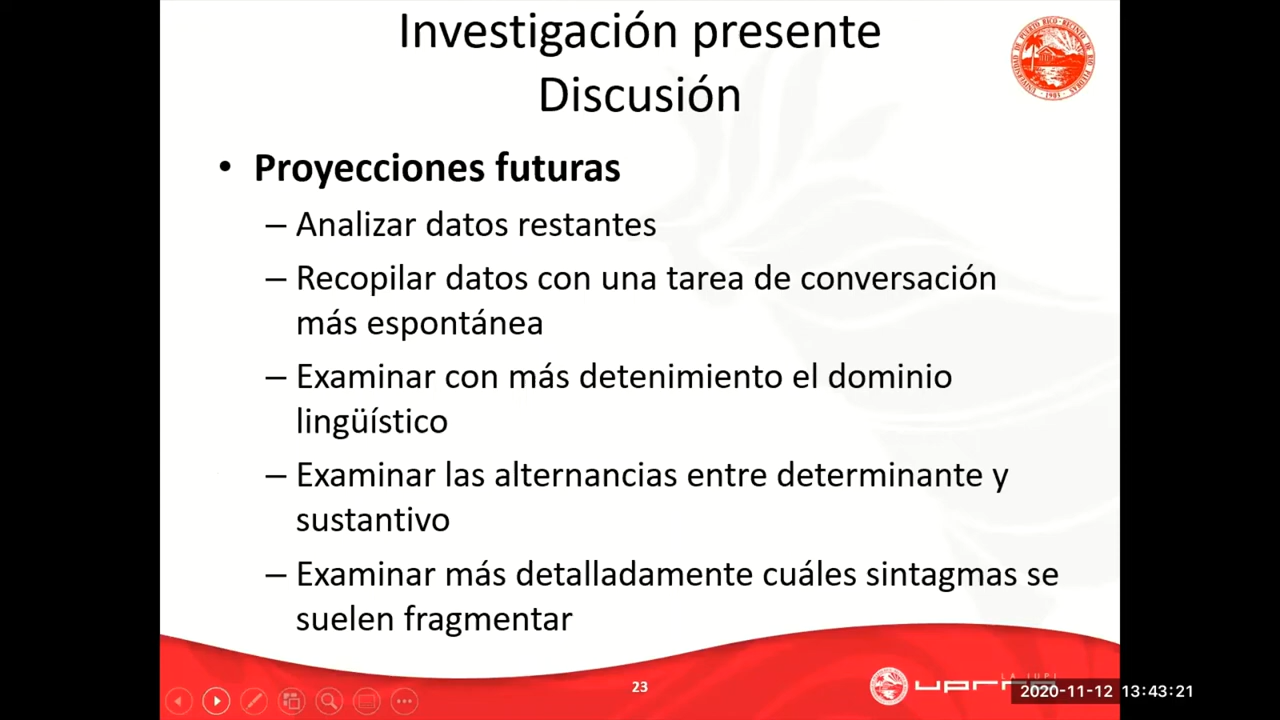 Investigación presente
Discusión
• Proyecciones futuras
– Analizar datos restantes
– Recopilar datos con una tarea de conversación
más espontánea
– Examinar con más detenimiento el dominio
lingüístico
– Examinar las alternancias entre determinante y
sustantivo
– Examinar más detalladamente cuáles sintagmas se
suelen fragmentar
23
LA IUPI
2020-11-12 13:43:21